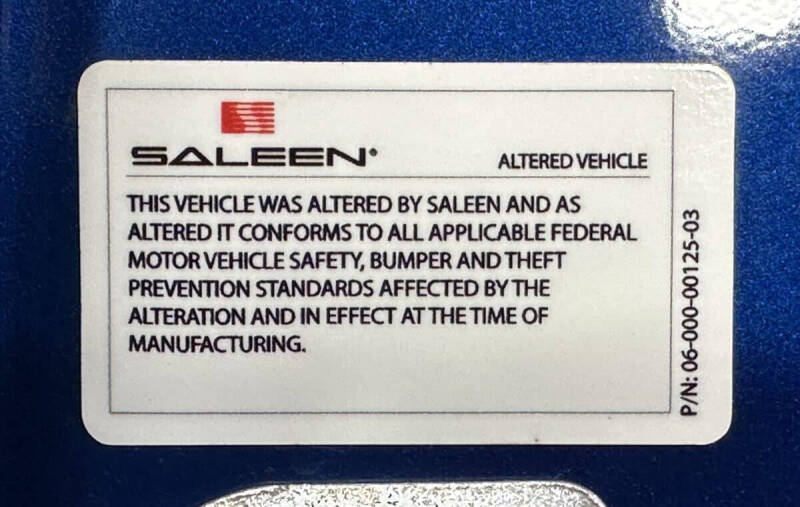 SALEEN®
ALTERED VEHICLE
THIS VEHICLE WAS ALTERED BY SALEEN AND AS
ALTERED IT CONFORMS TO ALL APPLICABLE FEDERAL
MOTOR VEHICLE SAFETY, BUMPER AND THEFT
PREVENTION STANDARDS AFFECTED BY THE
ALTERATION AND IN EFFECT AT THE TIME OF
MANUFACTURING.
P/N: 06-000-00125-03